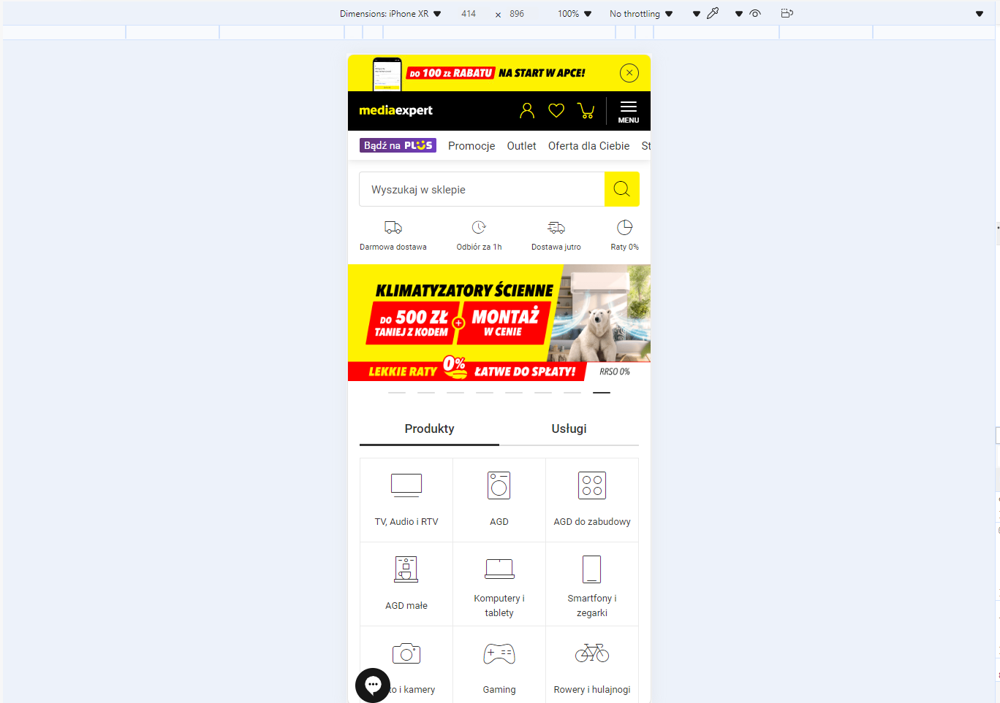 Dimensions: iPhone XR 414 × 896 100% No throttling
DO 100 ZŁ RABATU NA START W APCE!
mediaexpert
MENU
Bądź na PLUS Promocje Outlet Oferta dla Ciebie St
Wyszukaj w sklepie
Darmowa dostawa Odbiór za 1h Dostawa jutro Raty 0%
KLIMATYZATORY ŚCIENNE
DO 500 ZŁ
TANIEJ Z KODEM
+
MONTAŻ
W CENIE
LEKKIE RATY 0% ŁATWE DO SPŁATY! RRSO 0%
Produkty Usługi
TV, Audio i RTV AGD AGD do zabudowy
AGD małe Komputery i
tablety
Smartfony i
zegarki
to i kamery Gaming Rowery i hulajnogi